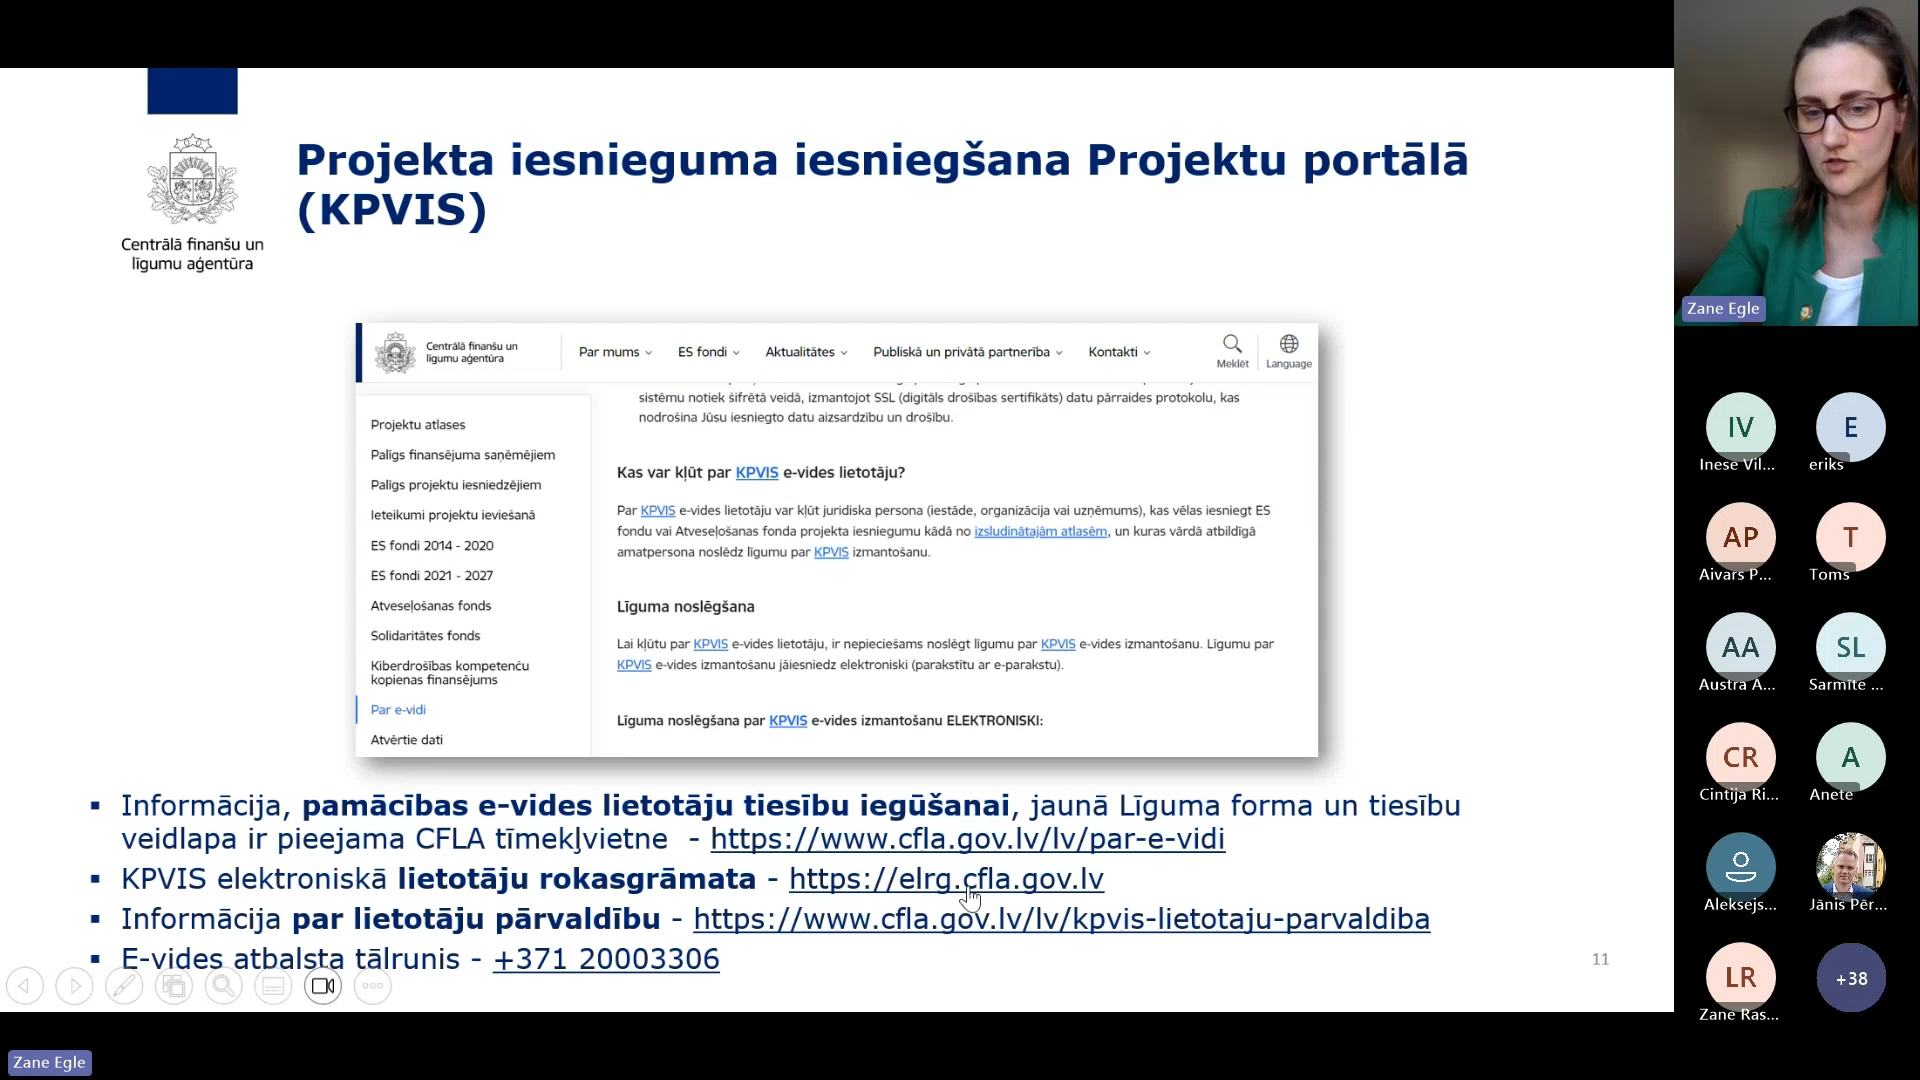 Projekta iesnieguma iesniegšana Projektu portālā
(KPVIS)
Centrālā finanšu un
līgumu aģentūra
Centrālā finanšu un
līgumu aģentūra
Par mums
ES fondi
Aktualitātes
Publiskā un privātā partnerība
Kontakti
Meklēt
Language
sistēmu notiek šifrētā veidā, izmantojot SSL (digitāls drošības sertifikāts) datu pārraides protokolu, kas
nodrošina Jūsu iesniegto datu aizsardzību un drošību.
Projektu atlases
Palīgs finansējuma saņēmējiem
Palīgs projektu iesniedzējiem
Ieteikumi projektu ieviešanā
ES fondi 2014 - 2020
ES fondi 2021 - 2027
Atveseļošanas fonds
Solidaritātes fonds
Kiberdrošības kompetenču
kopienas finansējums
Par e-vidi
Atvērtie dati
Kas var kļūt par KPVIS e-vides lietotāju?
Par KPVIS e-vides lietotāju var kļūt juridiska persona (iestāde, organizācija vai uzņēmums), kas vēlas iesniegt ES
fondu vai Atveseļošanas fonda projekta iesniegumu kādā no izsludinātajām atlasēm, un kuras vārdā atbildīgā
amatpersona noslēdz līgumu par KPVIS izmantošanu.
Līguma noslēgšana
Lai kļūtu par KPVIS e-vides lietotāju, ir nepieciešams noslēgt līgumu par KPVIS e-vides izmantošanu. Līgumu par
KPVIS e-vides izmantošanu jāiesniedz elektroniski (parakstītu ar e-parakstu).
Līguma noslēgšana par KPVIS e-vides izmantošanu ELEKTRONISKI:
▪ Informācija, pamācības e-vides lietotāju tiesību iegūšanai, jaunā Līguma forma un tiesību
veidlapa ir pieejama CFLA tīmekļvietne - https://www.cfla.gov.lv/lv/par-e-vidi
▪ KPVIS elektroniskā lietotāju rokasgrāmata - https://elrg.cfla.gov.lv
▪ Informācija par lietotāju pārvaldību - https://www.cfla.gov.lv/lv/kpvis-lietotaju-parvaldiba
▪ E-vides atbalsta tālrunis - +371 20003306
11
Zane Egle
Zane Egle
IV
Inese Vil...
E
eriks
AP
Aivars P...
T
Toms
AA
Austra A...
SL
Sarmīte ...
CR
Cintija Ri...
A
Anete
Aleksejs...
Jānis Pēr...
LR
Zane Ras...
+38